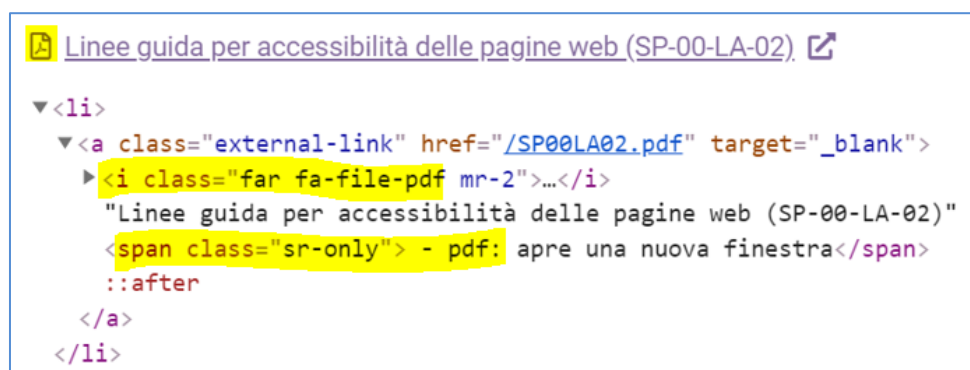 Linee guida per accessibilità delle pagine web (SP-00-LA-02)
▼<li>
▼<a class="external-link" href="/SP00LA02.pdf" target="_blank">
▶<i class="far fa-file-pdf mr-2">…</i>
"Linee guida per accessibilità delle pagine web (SP-00-LA-02)"
<span class="sr-only"> - pdf: apre una nuova finestra</span>
::after
</a>
</li>